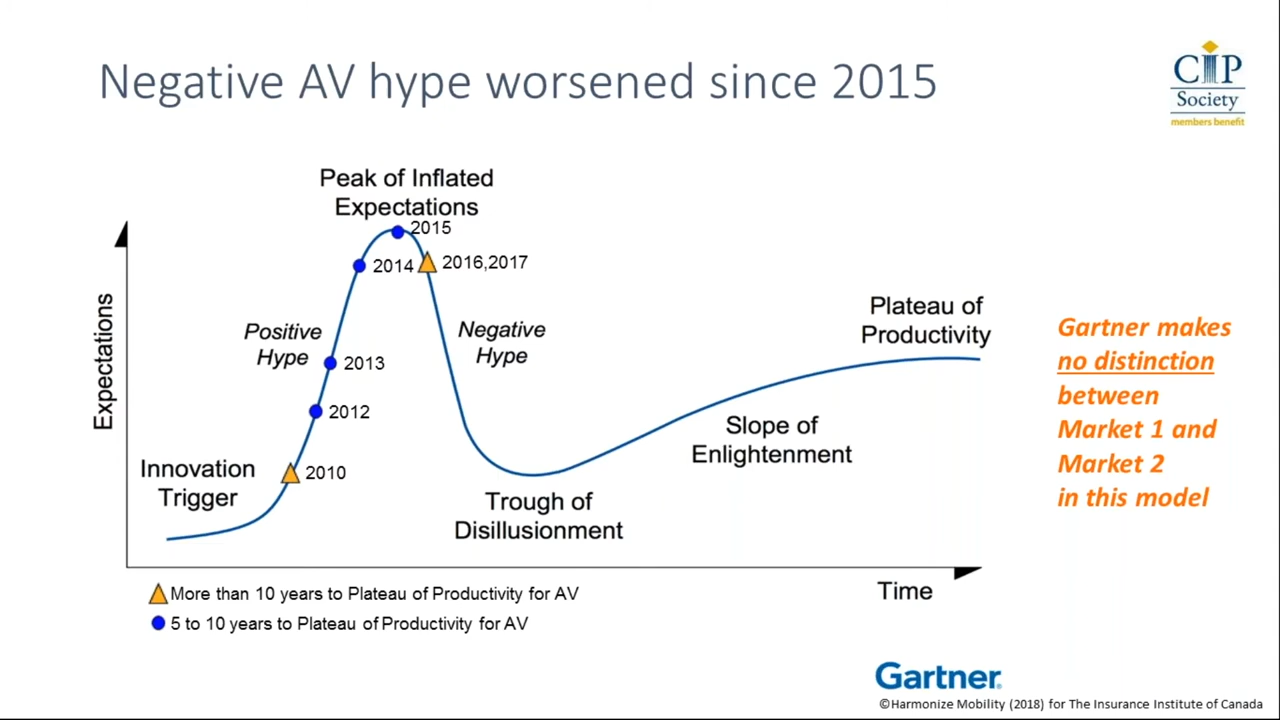 Negative AV hype worsened since 2015
CIP
Society
members benefit
Peak of Inflated
Expectations
2015
2014
2016,2017
Positive
Hype
Negative
Hype
2013
2012
Innovation
Trigger
2010
Expectations
Trough of
Disillusionment
Slope of
Enlightenment
Plateau of
Productivity
Time
Gartner makes
no distinction
between
Market 1 and
Market 2
in this model
More than 10 years to Plateau of Productivity for AV
5 to 10 years to Plateau of Productivity for AV
Gartner.
©Harmonize Mobility (2018) for The Insurance Institute of Canada